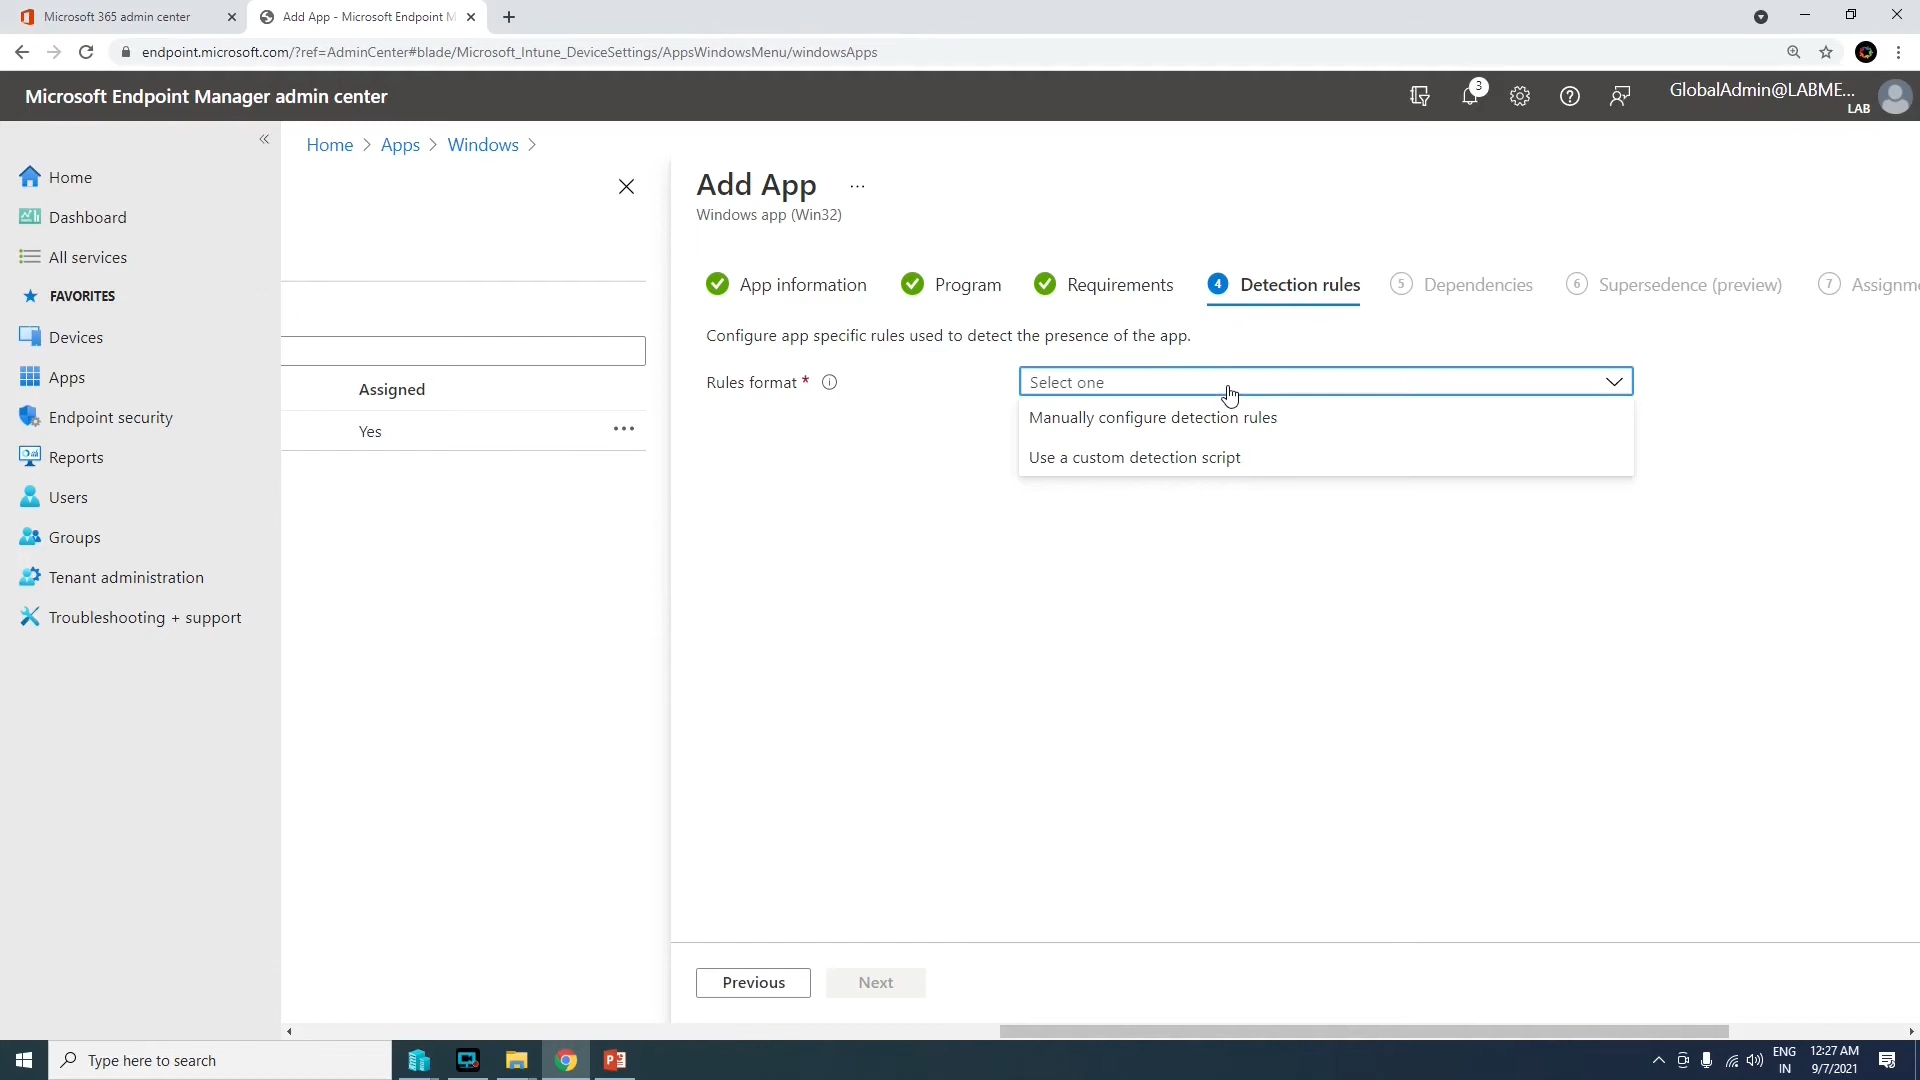 Microsoft 365 admin center
Add App - Microsoft Endpoint M
endpoint.microsoft.com/?ref=AdminCenter#blade/Microsoft_Intune_DeviceSettings/AppsWindowsMenu/windowsApps
Microsoft Endpoint Manager admin center
3
GlobalAdmin@LABME...
LAB
«
Home
Dashboard
All services
FAVORITES
Devices
Apps
Endpoint security
Reports
Users
Groups
Tenant administration
Troubleshooting + support
Home > Apps > Windows >
Assigned
Yes
Add App ...
Windows app (Win32)
App information
Program
Requirements
4 Detection rules
5 Dependencies
6 Supersedence (preview)
7 Assignme
Configure app specific rules used to detect the presence of the app.
Rules format *
Select one
Manually configure detection rules
Use a custom detection script
Previous
Next
Type here to search
ENG
IN
12:27 AM
9/7/2021